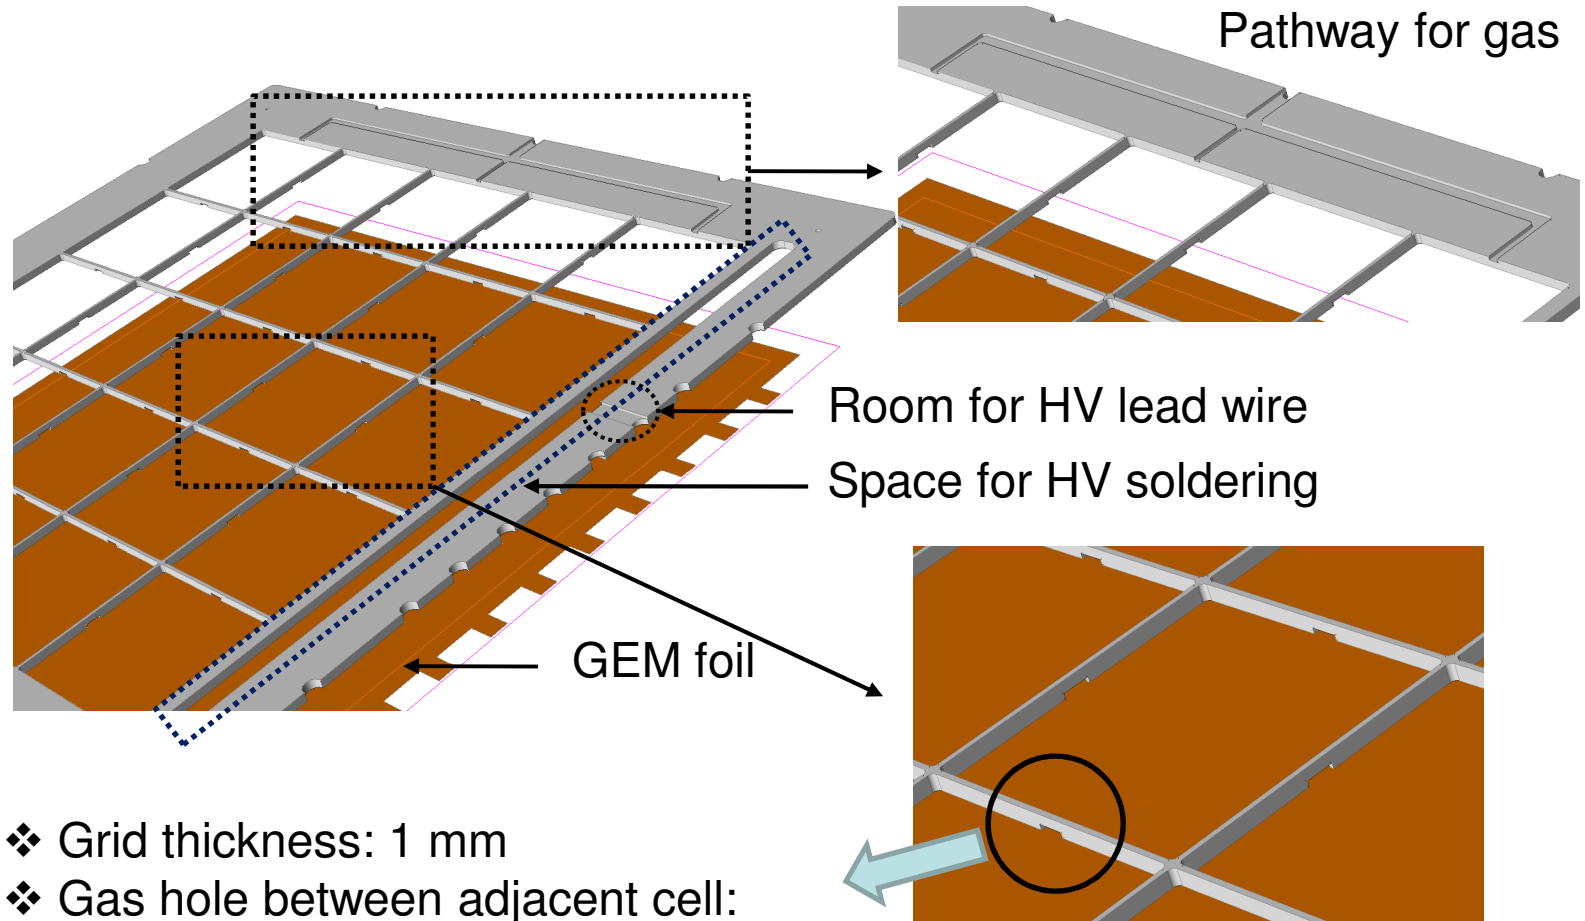 Pathway for gas
Room for HV lead wire
Space for HV soldering
GEM foil
❖ Grid thickness: 1 mm
❖ Gas hole between adjacent cell: